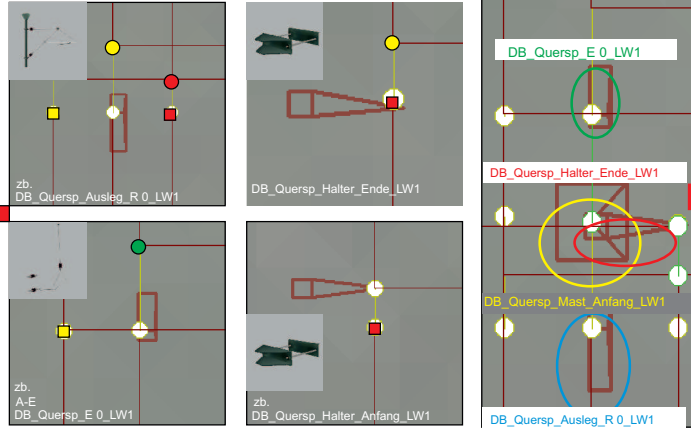 zb.
DB_Quersp_Ausleg_R 0_LW1
DB_Quersp_Halter_Ende_LW1
zb.
A-E
DB_Quersp_E 0_LW1
zb.
DB_Quersp_Halter_Anfang_LW1
DB_Quersp_E 0_LW1
DB_Quersp_Halter_Ende_LW1
DB_Quersp_Mast_Anfang_LW1
DB_Quersp_Ausleg_R 0_LW1